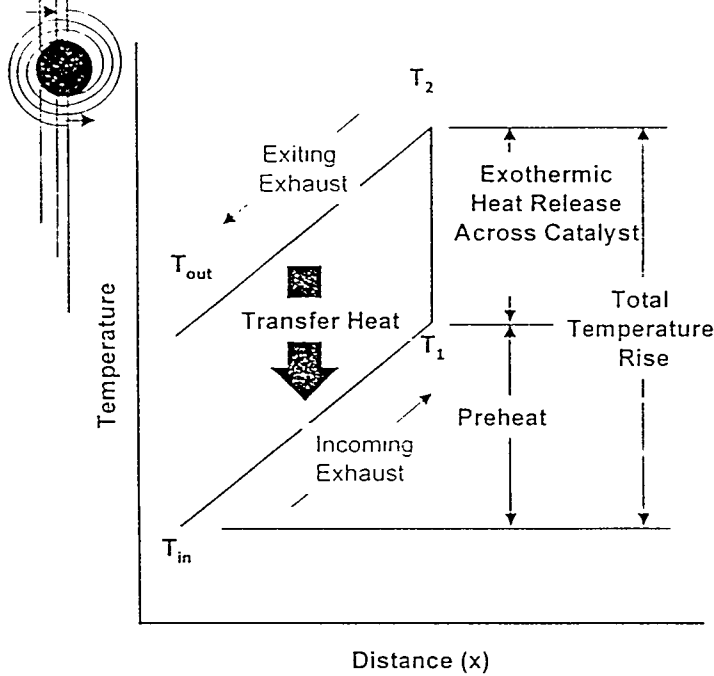 T2
Exiting
Exhaust
Exothermic
Heat Release
Across Catalyst
Tout
Transfer Heat
Total
Temperature
Rise
T1
Preheat
Incoming
Exhaust
Tin
Temperature
Distance (x)